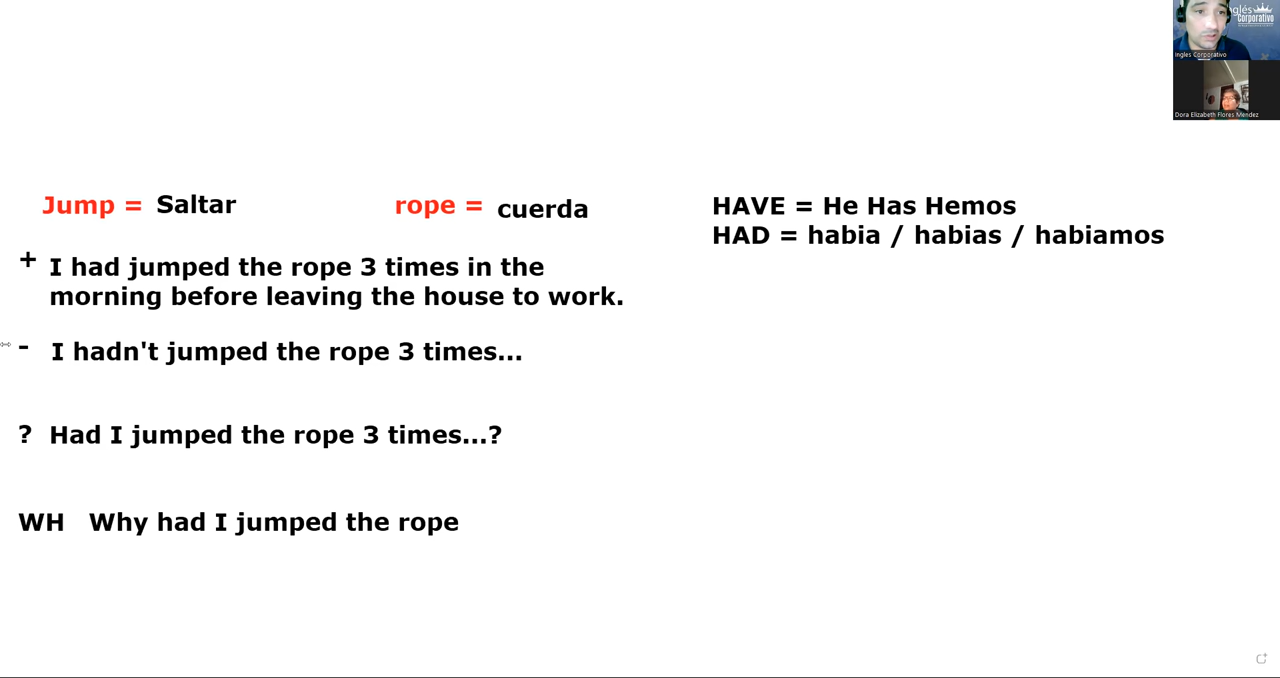 glés
Corporativo
Ingles Corporativo
Dora Elizabeth Flores Mendez
Jump = Saltar
rope = cuerda
HAVE = He Has Hemos
HAD = habia / habias / habiamos
+ I had jumped the rope 3 times in the
morning before leaving the house to work.
- I hadn't jumped the rope 3 times...
? Had I jumped the rope 3 times...?
WH Why had I jumped the rope